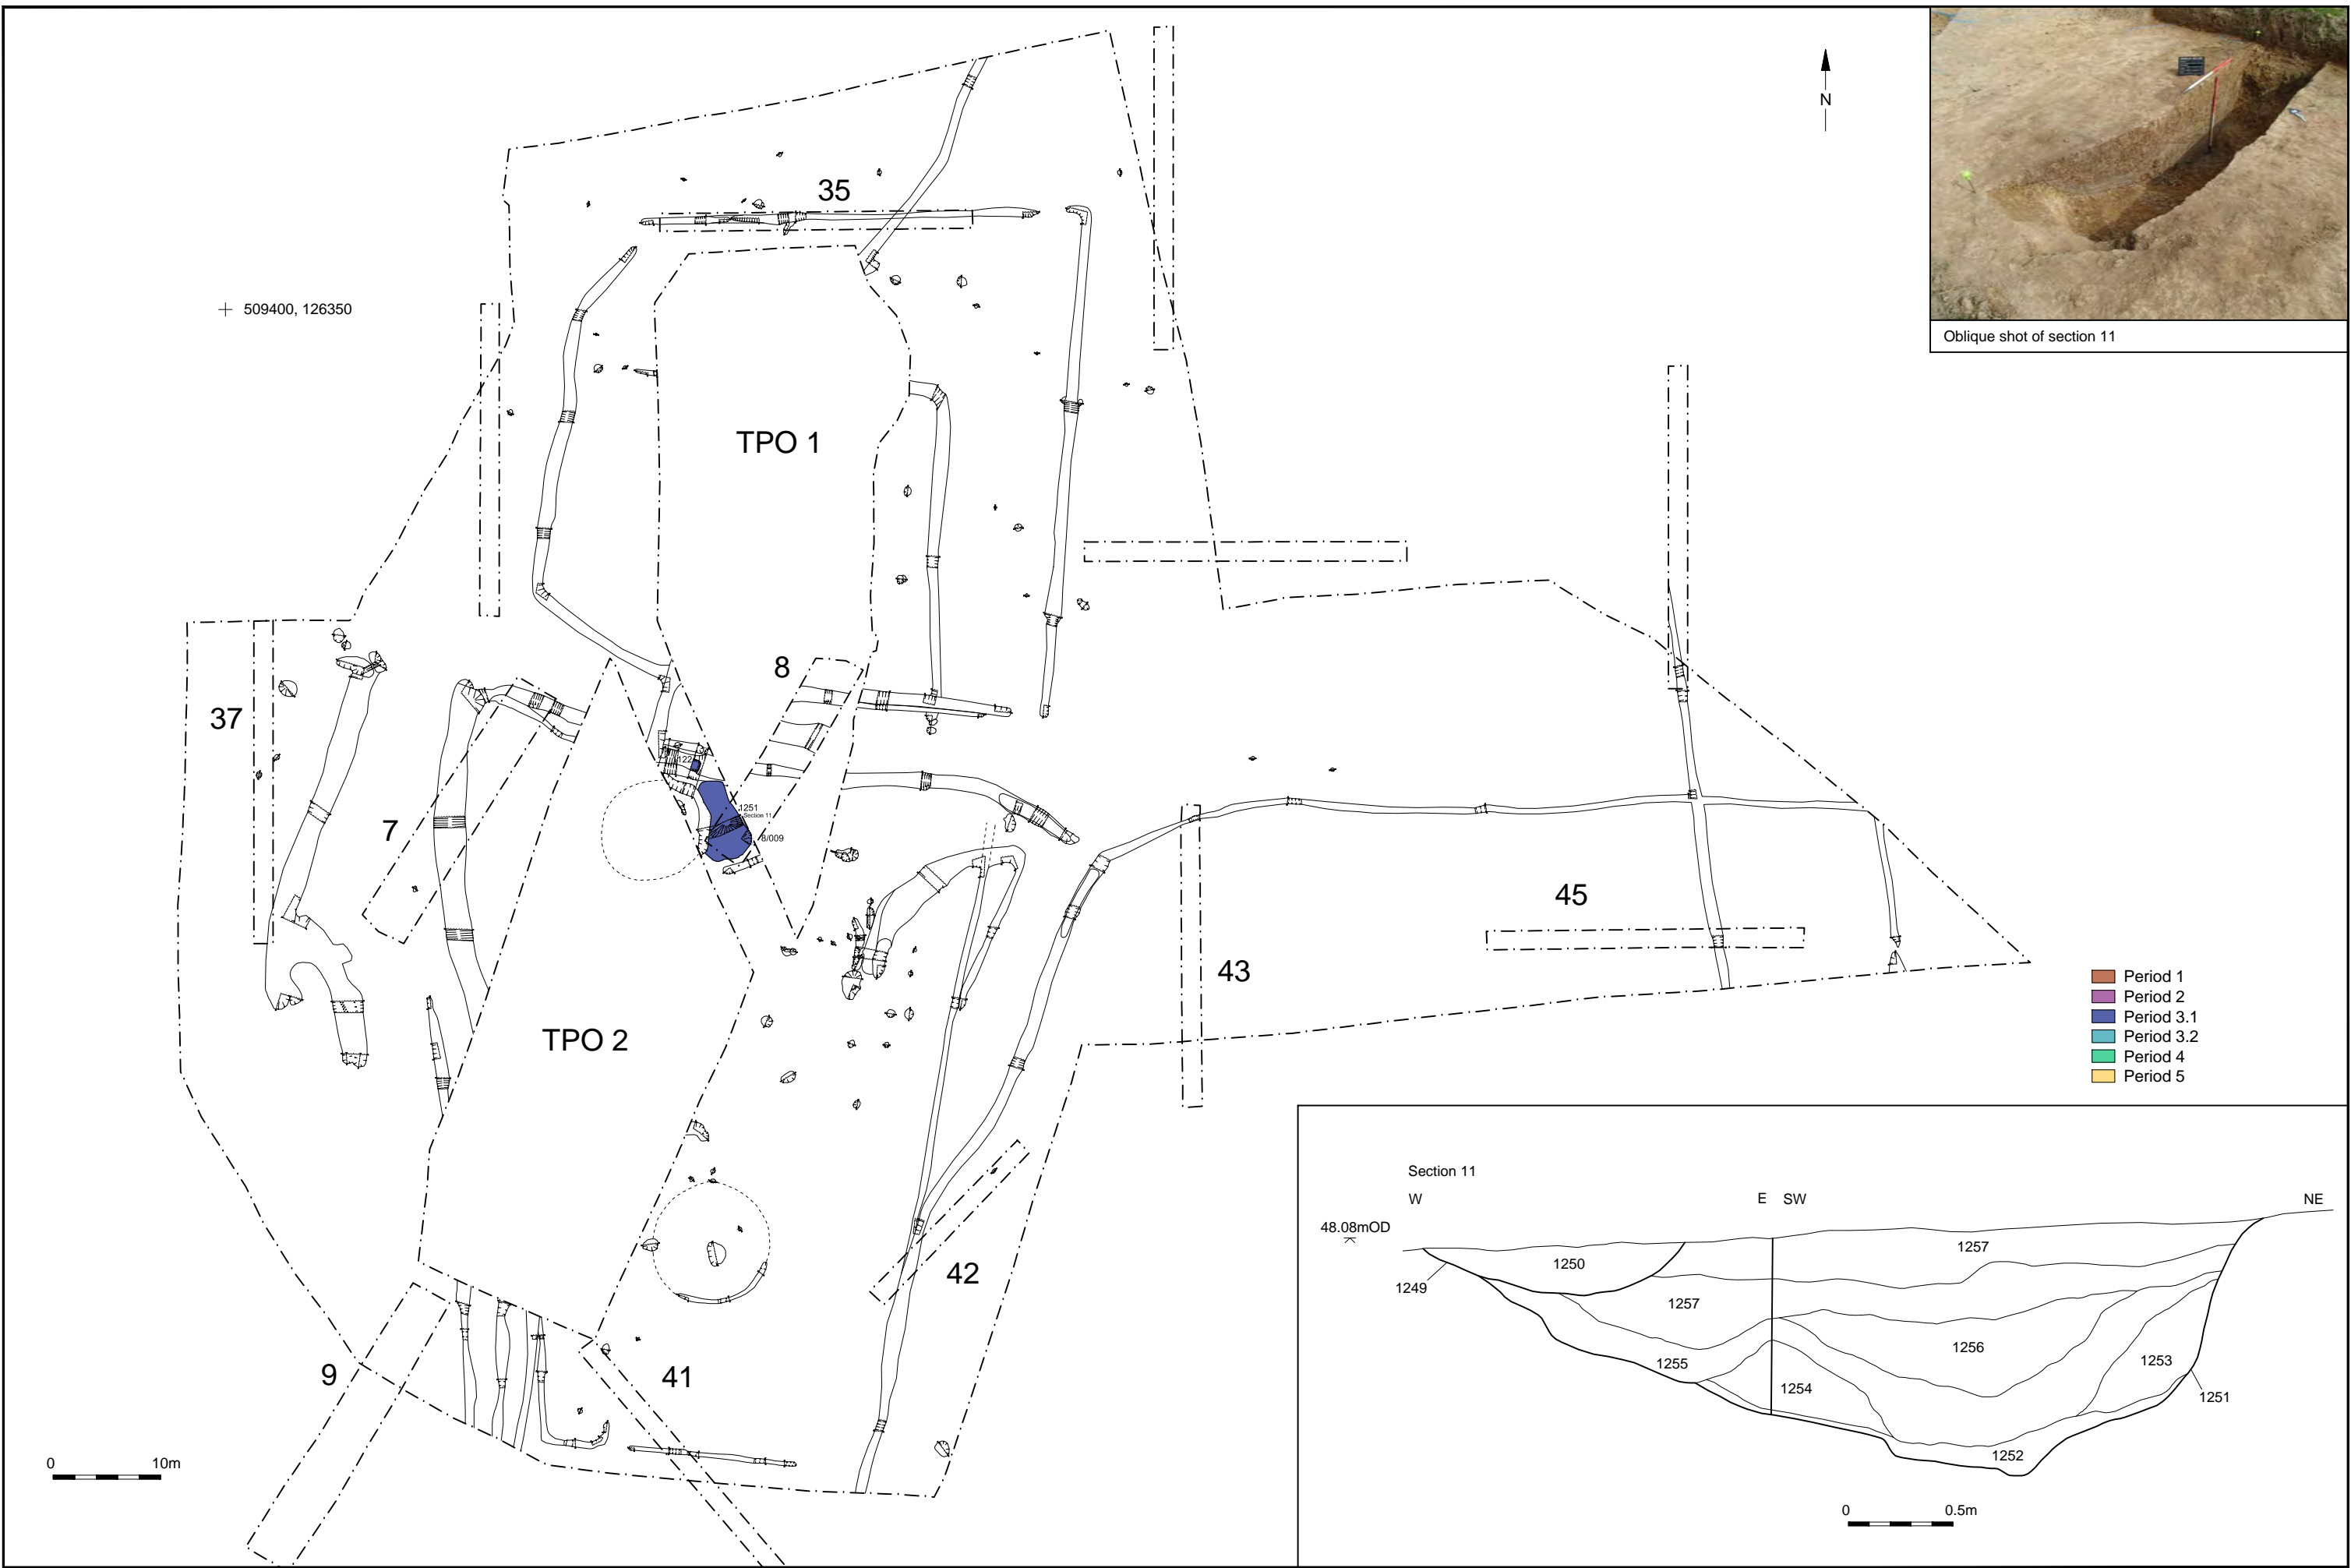 Oblique shot of section 11
N
35
509400, 126350
TPO 1
8
37
7
1251
Section 11
8/009
45
43
TPO 2
Period 1
Period 2
Period 3.1
Period 3.2
Period 4
Period 5
42
9
41
0 10m
Section 11
W E SW NE
48.08mOD
1250
1257
1249
1257
1256
1255
1253
1254
1251
1252
0 0.5m